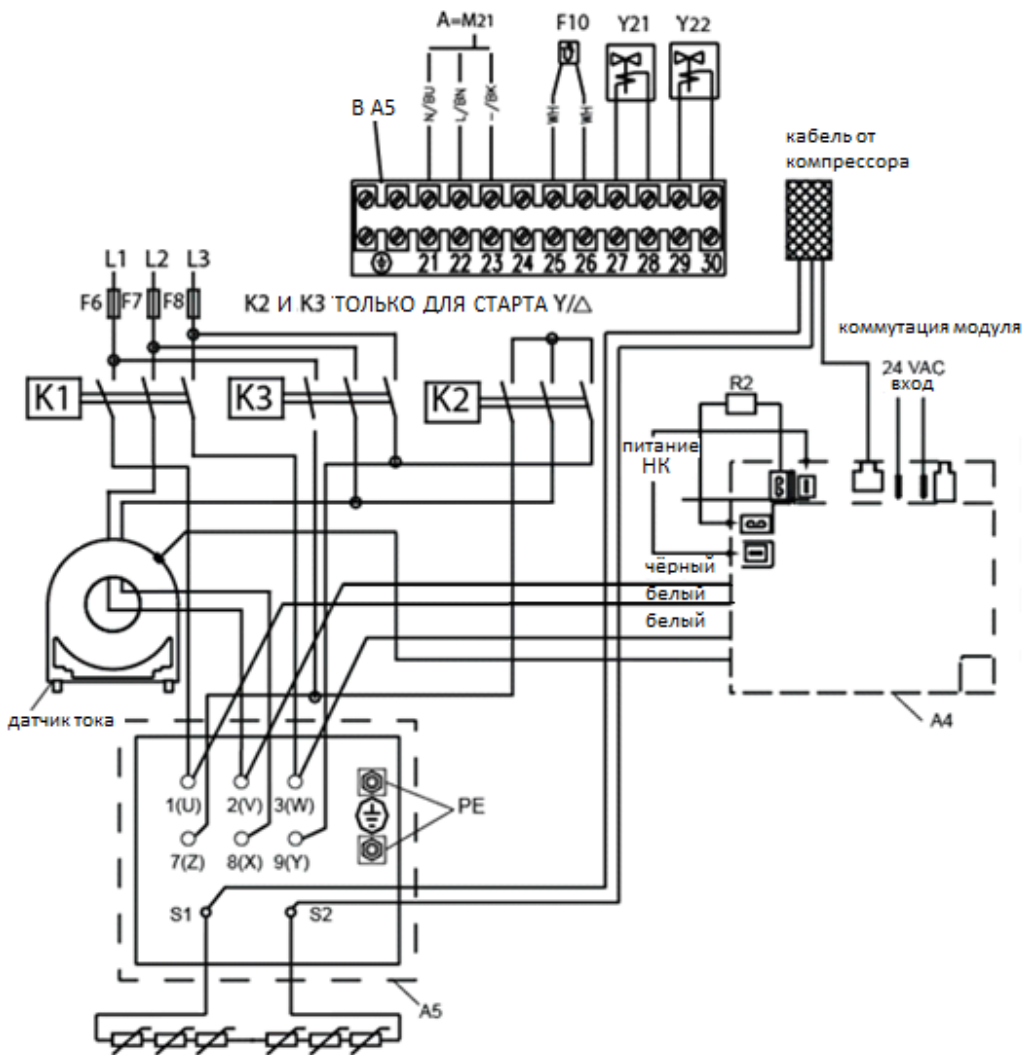 A=M21
F10
Y21
Y22
N/BU
L/BN
-/BK
WH
WH
В А5
кабель от
компрессора
21 22 23 24 25 26 27 28 29 30
L1 L2 L3
F6 F7 F8
K2 И K3 ТОЛЬКО ДЛЯ СТАРТА Y/△
коммутация модуля
24 VAC
вход
R2
K1
K3
K2
питание
НК
чёрный
белый
белый
датчик тока
A4
1(U) 2(V) 3(W)
PE
7(Z) 8(X) 9(Y)
S1
S2
A5